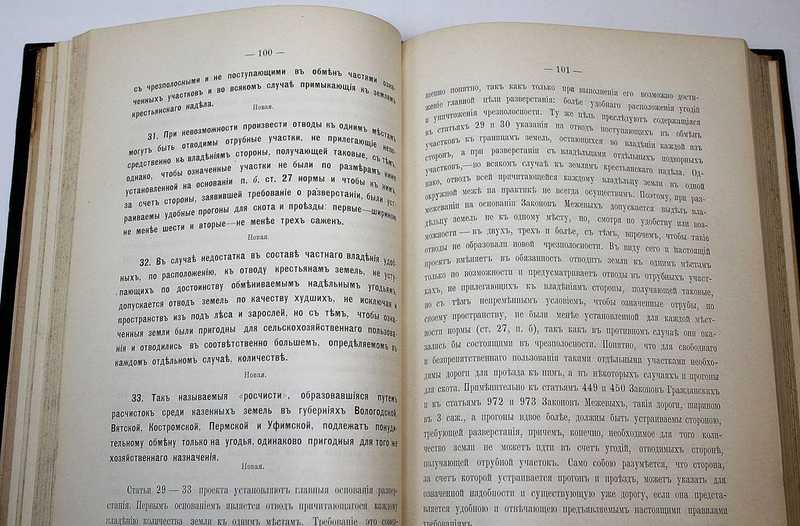 — 100 —
съ чрезполосными и не поступающими въ обмѣнъ частями озна-
ченныхъ участковъ и во всякомъ случаѣ примыкающія къ землямъ
крестьянскаго надѣла.
Новая.
31. При невозможности произвести отводы къ однимъ мѣстамъ
могутъ быть отводимы отрубные участки, не прилегающіе непо-
средственно къ владѣніямъ стороны, получающей таковые, съ тѣмъ,
однако, чтобы означенные участки не были по размѣрамъ ниже
установленной на основаніи п. б, ст. 27 нормы и чтобы къ нимъ,
за счетъ стороны, заявившей требованіе о разверстаніи, были уст-
раиваемы удобные прогоны для скота и проѣзды: первые—шириною
не менѣе шести и вторые—не менѣе трехъ саженъ.
Новая.
32. Въ случаѣ недостатка въ составѣ частнаго владѣнія удоб-
ныхъ, по расположенію, къ отводу крестьянамъ земель, не усту-
пающихъ по достоинству обмѣниваемымъ надѣльнымъ угодьямъ,
допускается отводъ земель по качеству худшихъ, не исключая и
пространствъ изъ подъ лѣса и зарослей, но съ тѣмъ, чтобы озна-
ченныя земли были пригодны для сельскохозяйственнаго пользова-
нія и отводились въ соотвѣтственно большемъ, опредѣляемомъ въ
каждомъ отдѣльномъ случаѣ, количествѣ.
Новая.
33. Такъ называемыя «росчисти», образовавшіяся путемъ
расчистокъ среди казенныхъ земель въ губерніяхъ Вологодской,
Вятской, Костромской, Пермской и Уфимской, подлежатъ понуди-
тельному обмѣну только на угодья, одинаково пригодныя для того же
хозяйственнаго назначенія.
Новая.
Статьи 29 — 33 проекта установляютъ главныя основанія развер-
станія. Первымъ основаніемъ является отводъ причитающагося каждому
владѣнію количества земли къ однимъ мѣстамъ. Требованіе это
— 101 —
шенно понятно, такъ какъ только при выполненіи его возможно дости-
женіе главной цѣли разверстанія: болѣе удобнаго расположенія угодій
и уничтоженія чрезполосности. Ту же цѣль преслѣдуютъ содержащіяся
въ статьяхъ 29 и 30 указанія на отводъ поступающихъ въ обмѣнъ
участковъ къ границамъ земель, остающихся во владѣніи каждой изъ
сторонъ, а при разверстаніи съ владѣльцами отдѣльныхъ подворныхъ
участковъ,—во всякомъ случаѣ къ землямъ крестьянскаго надѣла. Од-
нако, отводъ всей причитающейся каждому владѣльцу земли въ одной
окружной межѣ на практикѣ не всегда осуществимъ. Поэтому, при раз-
межеваніи на основаніи Законовъ Межевыхъ допускается выдѣлъ вла-
дѣльцу земель не къ одному мѣсту, но, смотря по удобству или воз-
можности — въ двухъ, трехъ и болѣе, съ тѣмъ, впрочемъ, чтобы такіе
отводы не образовали новой чрезполосности. Въ виду сего и настоящій
проектъ вмѣняетъ въ обязанность отводить земли къ однимъ мѣстамъ
только по возможности и предусматриваетъ отводы въ отрубныхъ участ-
кахъ, не прилегающихъ къ владѣніямъ стороны, получающей таковые,
но съ тѣмъ непремѣннымъ условіемъ, чтобы означенные отрубы, по
своему пространству, не были менѣе установленной для каждой мѣст-
ности нормы (ст. 27, п. б), такъ какъ въ противномъ случаѣ они ока-
зались бы состоящими въ чрезполосности. Понятно, что для свободнаго
и безпрепятственнаго пользованія такими отдѣльными участками необхо-
димы дороги для проѣзда къ нимъ, а въ нѣкоторыхъ случаяхъ и прогоны
для скота. Примѣнительно къ статьямъ 449 и 450 Законовъ Гражданскихъ
и къ статьямъ 972 и 973 Законовъ Межевыхъ, такія дороги, шириною
въ 3 саж., а прогоны вдвое болѣе, должны быть устраиваемы стороною,
требующей разверстанія, причемъ, конечно, необходимое для того коли-
чество земли не можетъ идти въ счетъ угодій, отводимыхъ сторонѣ,
получающей отрубной участокъ. Само собою разумѣется, что сторона,
за счетъ которой устраивается прогонъ и проѣздъ, можетъ указать для
означенной надобности и существующую уже дорогу, если она предста-
вляется удобною и отвѣчающею предъявляемымъ настоящими правилами
требованіямъ.